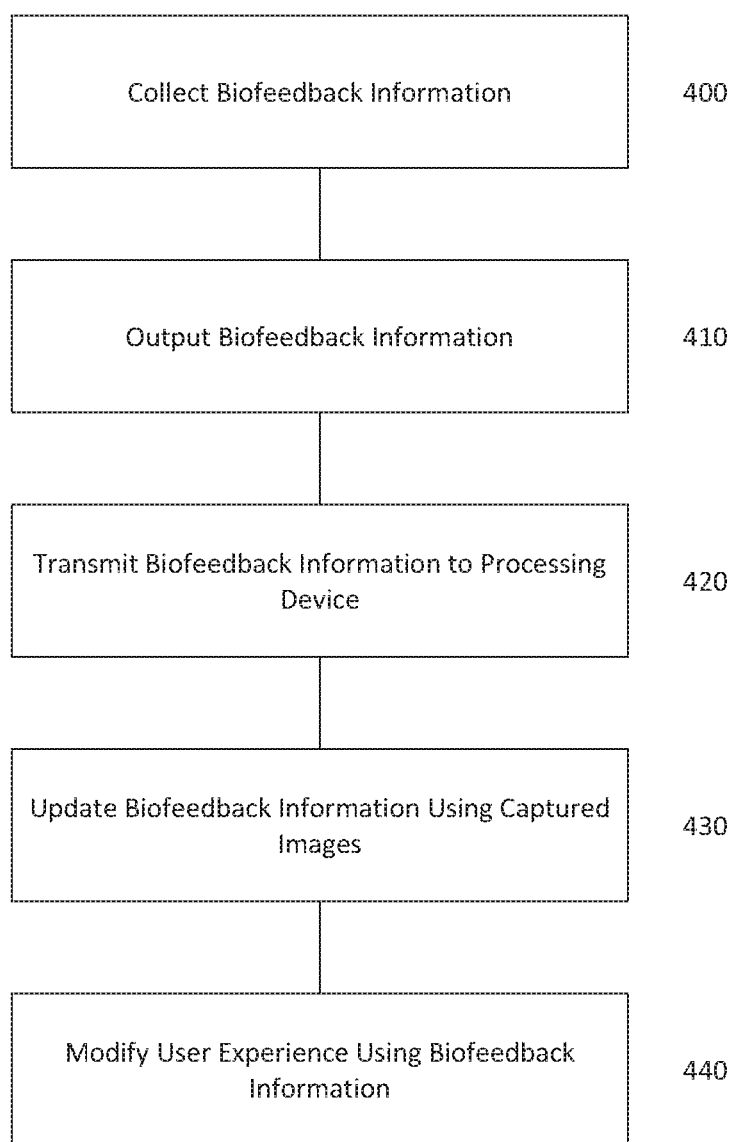 Collect Biofeedback Information 400
Output Biofeedback Information 410
Transmit Biofeedback Information to Processing
Device
420
Update Biofeedback Information Using Captured
Images
430
Modify User Experience Using Biofeedback
Information
440